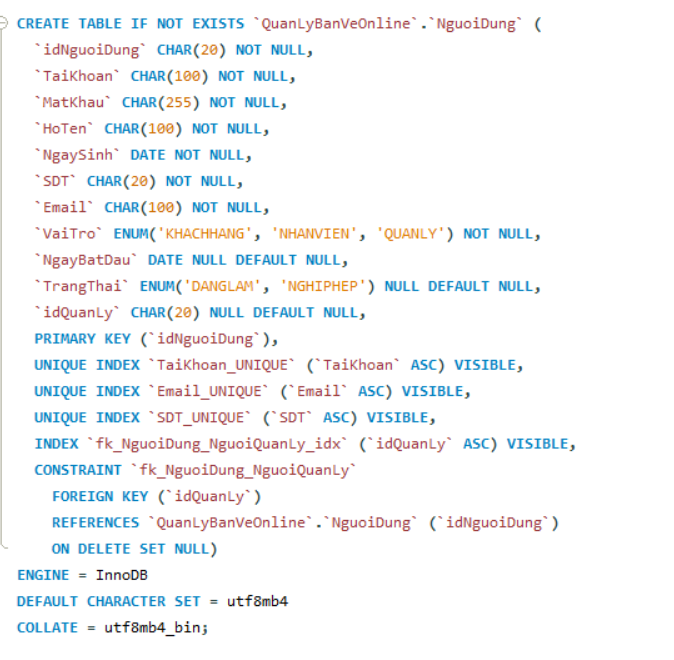 CREATE TABLE IF NOT EXISTS `QuanLyBanVeOnline`.`NguoiDung` (
`idNguoiDung` CHAR(20) NOT NULL,
`TaiKhoan` CHAR(100) NOT NULL,
`MatKhau` CHAR(255) NOT NULL,
`HoTen` CHAR(100) NOT NULL,
`NgaySinh` DATE NOT NULL,
`SDT` CHAR(20) NOT NULL,
`Email` CHAR(100) NOT NULL,
`VaiTro` ENUM('KHACHHANG', 'NHANVIEN', 'QUANLY') NOT NULL,
`NgayBatDau` DATE NULL DEFAULT NULL,
`TrangThai` ENUM('DANGLAM', 'NGHIPHEP') NULL DEFAULT NULL,
`idQuanLy` CHAR(20) NULL DEFAULT NULL,
PRIMARY KEY (`idNguoiDung`),
UNIQUE INDEX `TaiKhoan_UNIQUE` (`TaiKhoan` ASC) VISIBLE,
UNIQUE INDEX `Email_UNIQUE` (`Email` ASC) VISIBLE,
UNIQUE INDEX `SDT_UNIQUE` (`SDT` ASC) VISIBLE,
INDEX `fk_NguoiDung_NguoiQuanLy_idx` (`idQuanLy` ASC) VISIBLE,
CONSTRAINT `fk_NguoiDung_NguoiQuanLy`
FOREIGN KEY (`idQuanLy`)
REFERENCES `QuanLyBanVeOnline`.`NguoiDung` (`idNguoiDung`)
ON DELETE SET NULL)
ENGINE = InnoDB
DEFAULT CHARACTER SET = utf8mb4
COLLATE = utf8mb4_bin;